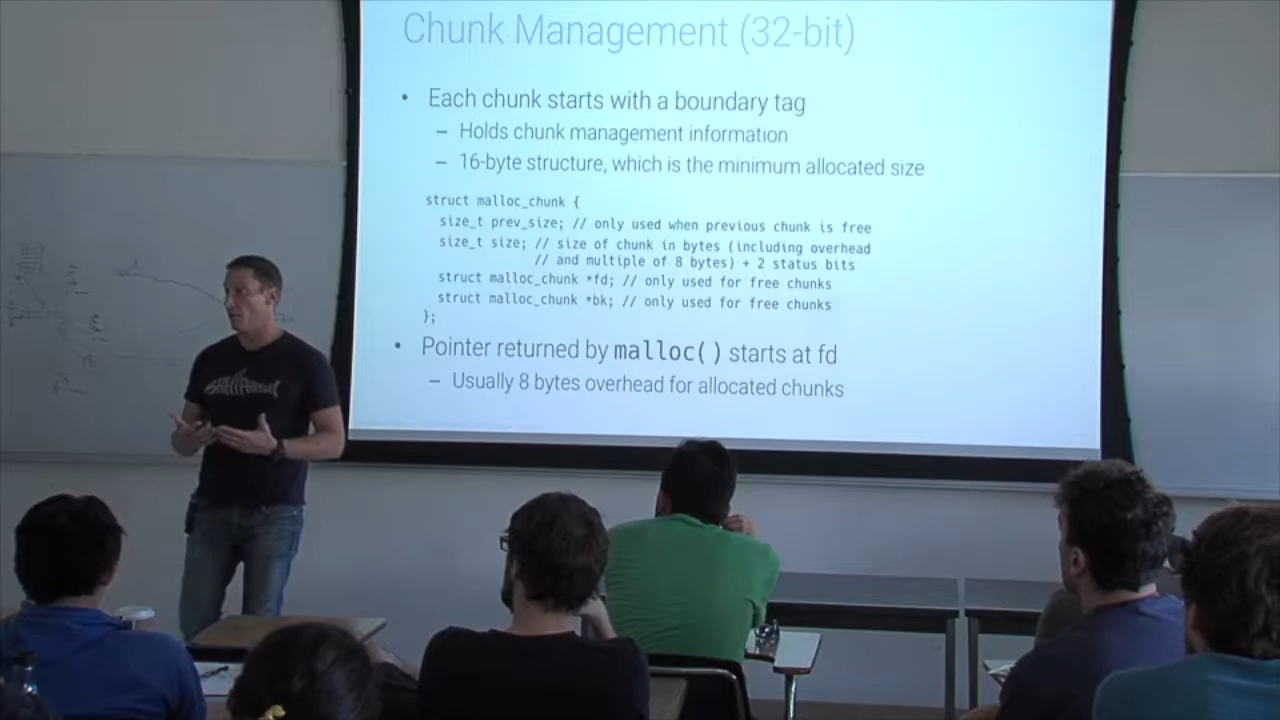 Chunk Management (32-bit)
• Each chunk starts with a boundary tag
– Holds chunk management information
– 16-byte structure, which is the minimum allocated size
struct malloc_chunk {
size_t prev_size; // only used when previous chunk is free
size_t size; // size of chunk in bytes (including overhead
// and multiple of 8 bytes) + 2 status bits
struct malloc_chunk *fd; // only used for free chunks
struct malloc_chunk *bk; // only used for free chunks
};
• Pointer returned by malloc() starts at fd
– Usually 8 bytes overhead for allocated chunks